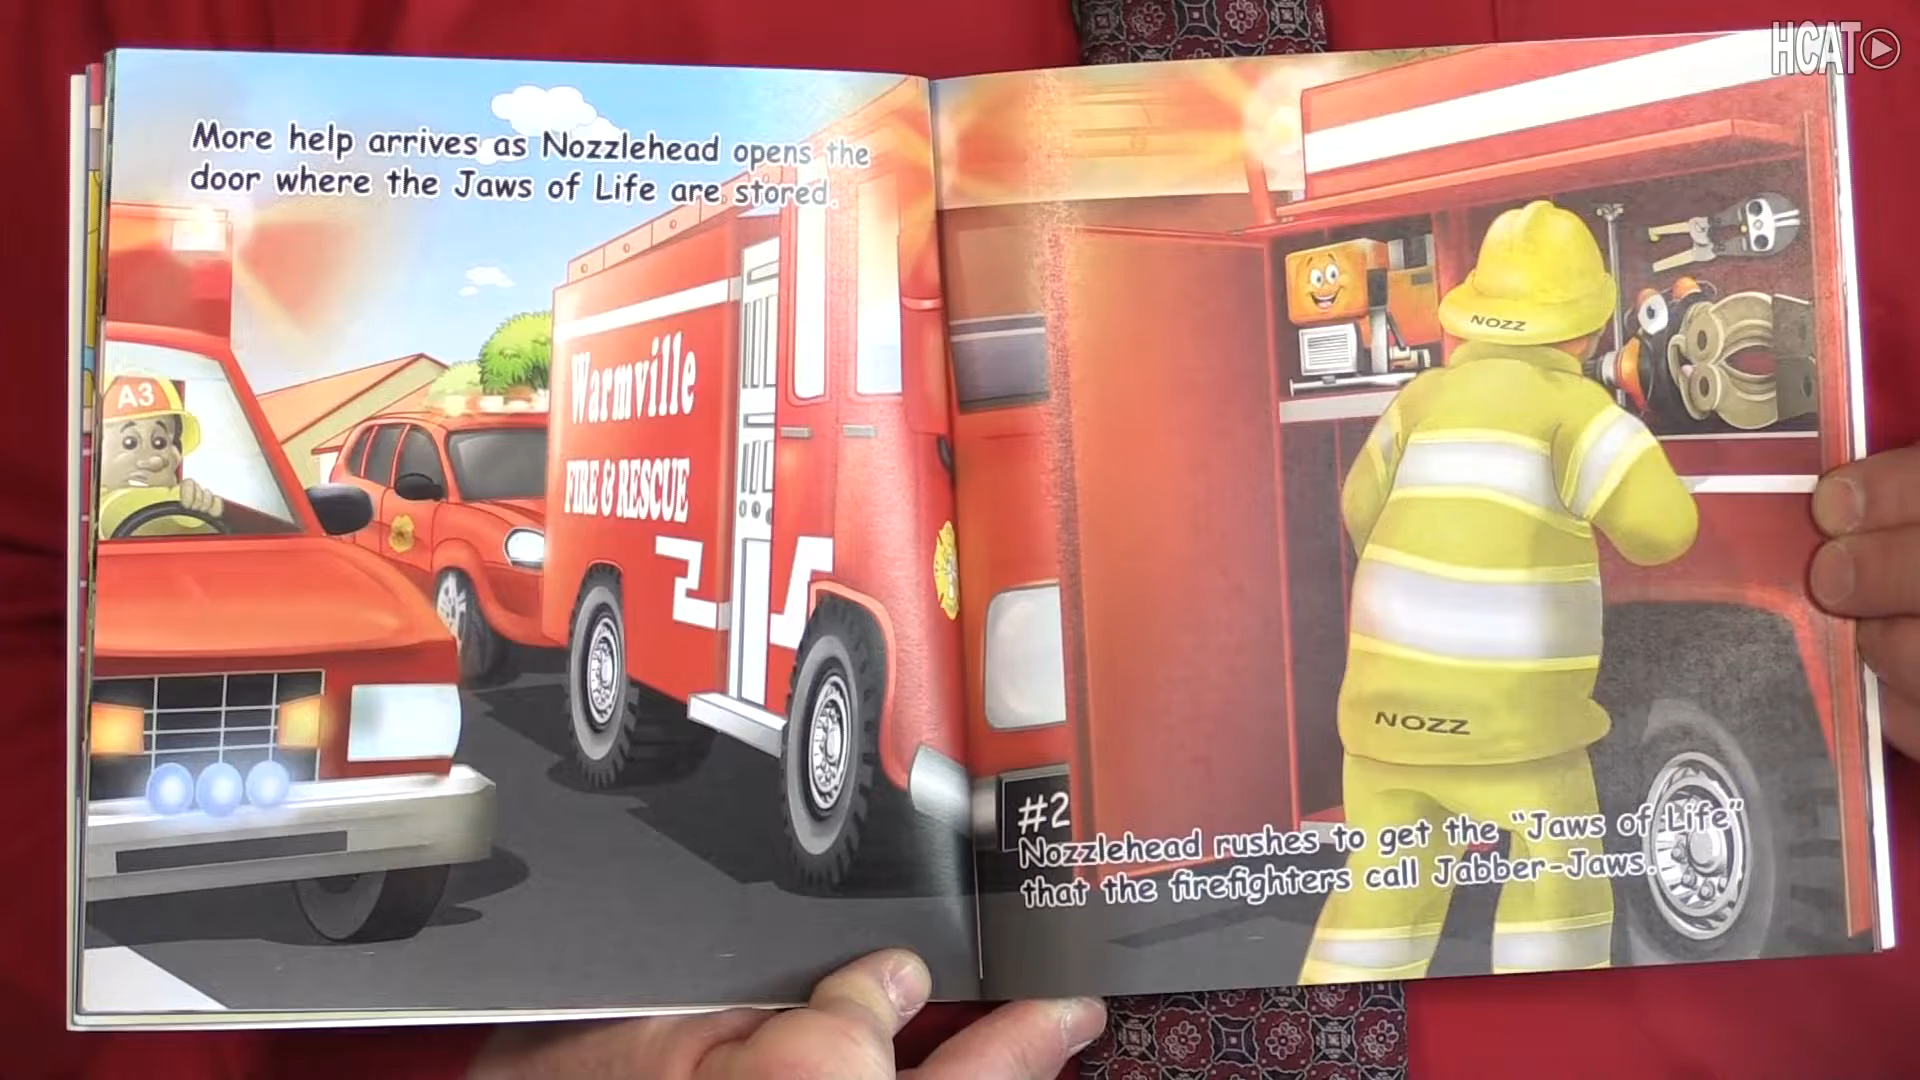 HCAT
More help arrives as Nozzlehead opens the
door where the Jaws of Life are stored.
A3
Warmville
FIRE & RESCUE
NOZZ
NOZZ
#2
Nozzlehead rushes to get the "Jaws of Life"
that the firefighters call Jabber-Jaws.